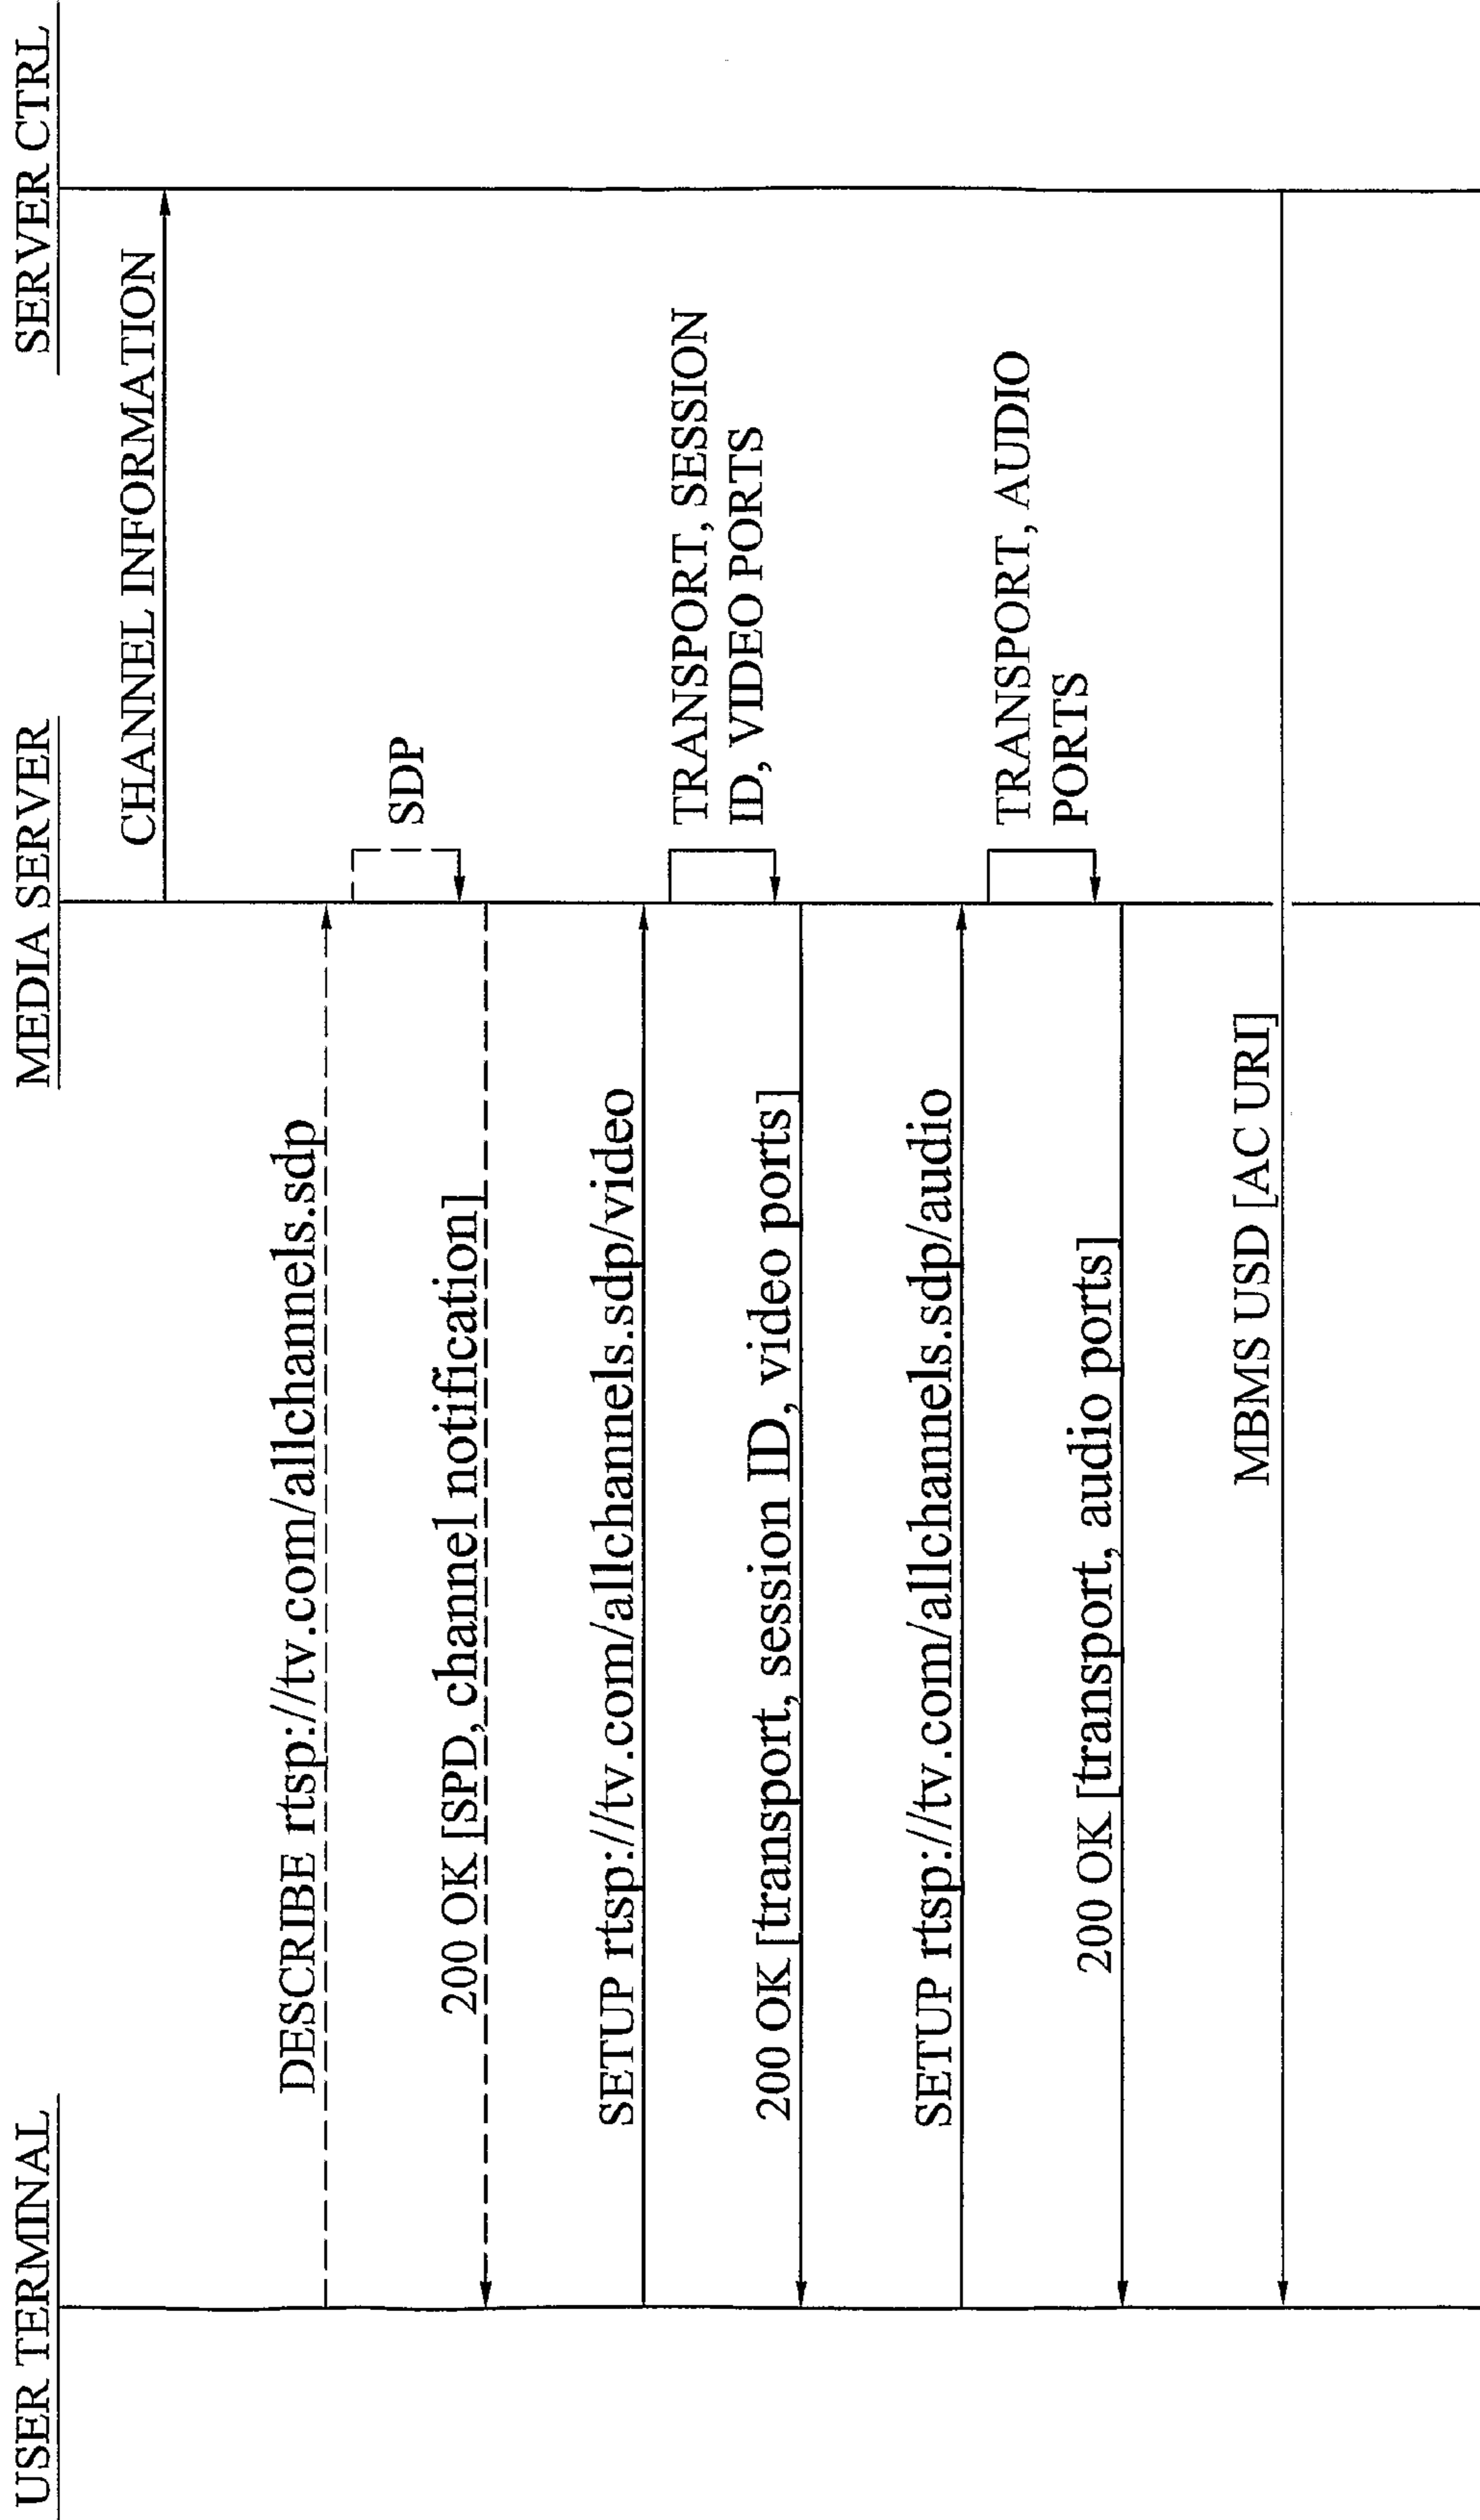 USER TERMINAL
MEDIA SERVER
SERVER CTRL
CHANNEL INFORMATION
DESCRIBE rtsp://tv.com/allchannels.sdp
SDP
200 OK [SPD, channel notification]
SETUP rtsp://tv.com/allchannels.sdp/video
TRANSPORT, SESSION
ID, VIDEO PORTS
200 OK [transport, session ID, video ports]
SETUP rtsp://tv.com/allchannels.sdp/audio
TRANSPORT, AUDIO
PORTS
200 OK [transport, audio ports]
MBMS USD [AC URI]